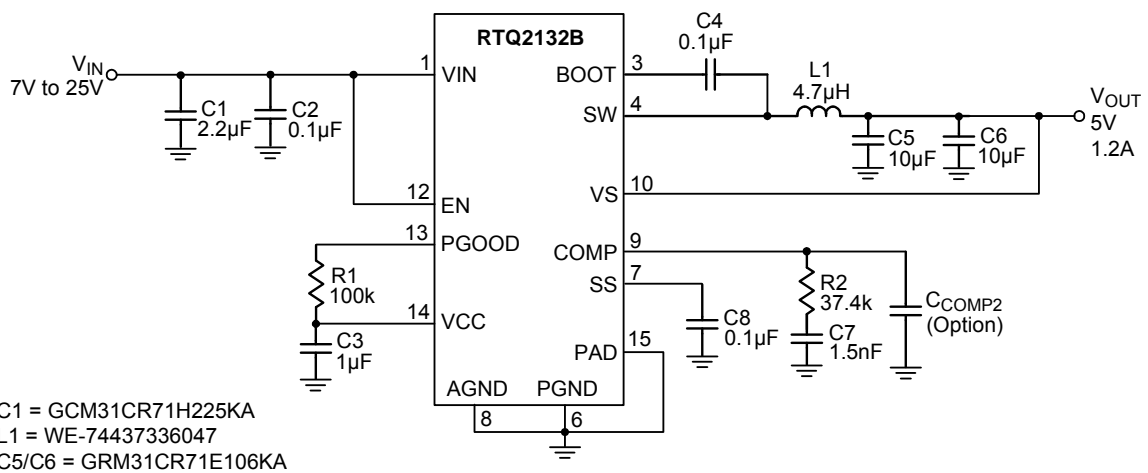 RTQ2132B
VIN
7V to 25V
C1
2.2µF
C2
0.1µF
1
VIN
12
EN
13
PGOOD
R1
100k
14
VCC
C3
1µF
BOOT
3
C4
0.1µF
SW
4
L1
4.7µH
C5
10µF
C6
10µF
VOUT
5V
1.2A
VS
10
COMP
9
SS
7
R2
37.4k
C7
1.5nF
CCOMP2
(Option)
C8
0.1µF
PAD
15
AGND
8
PGND
6
C1 = GCM31CR71H225KA
L1 = WE-74437336047
C5/C6 = GRM31CR71E106KA